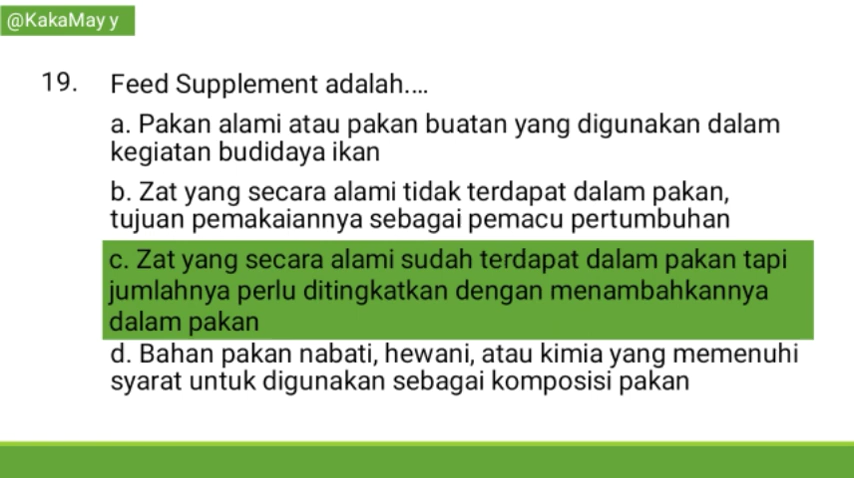 @KakaMay y
19. Feed Supplement adalah....
a. Pakan alami atau pakan buatan yang digunakan dalam
kegiatan budidaya ikan
b. Zat yang secara alami tidak terdapat dalam pakan,
tujuan pemakaiannya sebagai pemacu pertumbuhan
c. Zat yang secara alami sudah terdapat dalam pakan tapi
jumlahnya perlu ditingkatkan dengan menambahkannya
dalam pakan
d. Bahan pakan nabati, hewani, atau kimia yang memenuhi
syarat untuk digunakan sebagai komposisi pakan